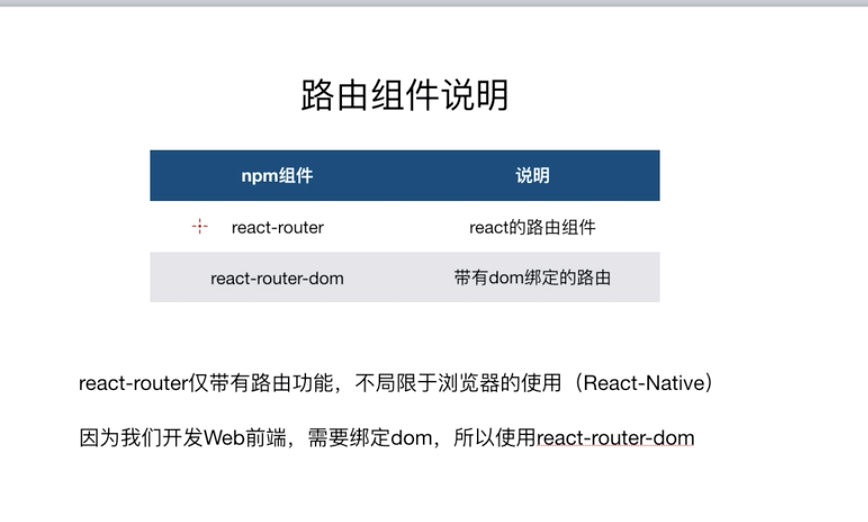 路由组件说明
npm组件 说明
react-router react的路由组件
react-router-dom 带有dom绑定的路由
react-router仅带有路由功能，不局限于浏览器的使用（React-Native）
因为我们开发Web前端，需要绑定dom，所以使用react-router-dom